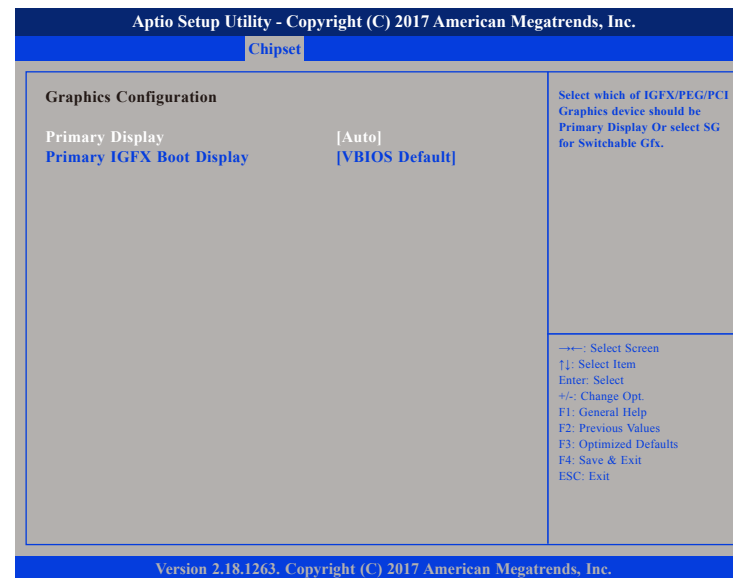 Aptio Setup Utility - Copyright (C) 2017 American Megatrends, Inc.
Chipset
Graphics Configuration
Primary Display [Auto]
Primary IGFX Boot Display [VBIOS Default]
Select which of IGFX/PEG/PCI
Graphics device should be
Primary Display Or select SG
for Switchable Gfx.
→←: Select Screen
↑↓: Select Item
Enter: Select
+/-: Change Opt.
F1: General Help
F2: Previous Values
F3: Optimized Defaults
F4: Save & Exit
ESC: Exit
Version 2.18.1263. Copyright (C) 2017 American Megatrends, Inc.